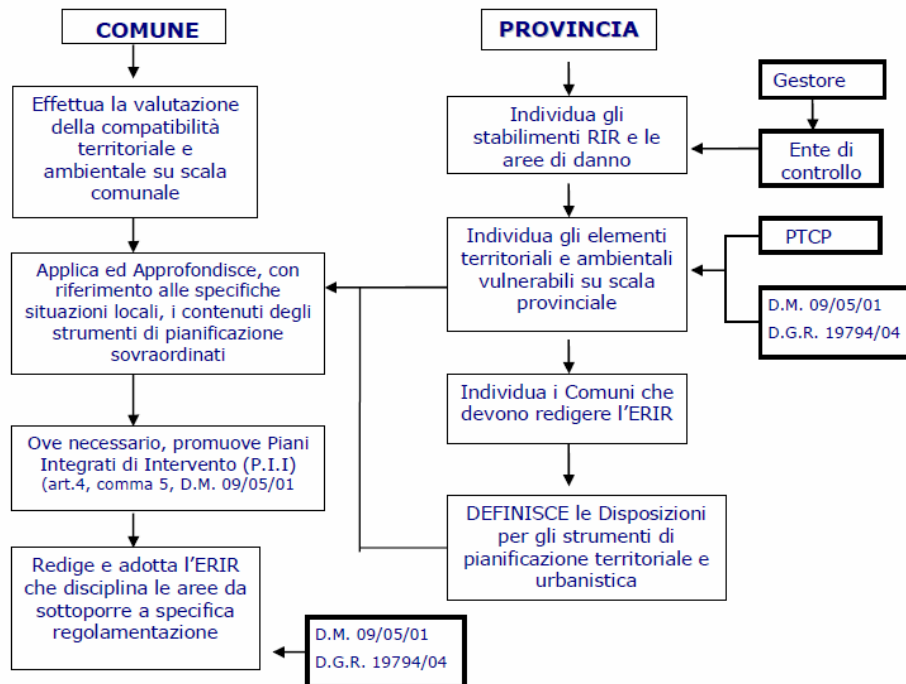 COMUNE
Effettua la valutazione
della compatibilità
territoriale e
ambientale su scala
comunale
Applica ed Approfondisce, con
riferimento alle specifiche
situazioni locali, i contenuti degli
strumenti di pianificazione
sovraordinati
Ove necessario, promuove Piani
Integrati di Intervento (P.I.I)
(art.4, comma 5, D.M. 09/05/01
Redige e adotta l'ERIR
che disciplina le aree da
sottoporre a specifica
regolamentazione
D.M. 09/05/01
D.G.R. 19794/04
PROVINCIA
Individua gli
stabilimenti RIR e le
aree di danno
Individua gli elementi
territoriali e ambientali
vulnerabili su scala
provinciale
Individua i Comuni che
devono redigere l'ERIR
DEFINISCE le Disposizioni
per gli strumenti di
pianificazione territoriale e
urbanistica
Gestore
Ente di
controllo
PTCP
D.M. 09/05/01
D.G.R. 19794/04